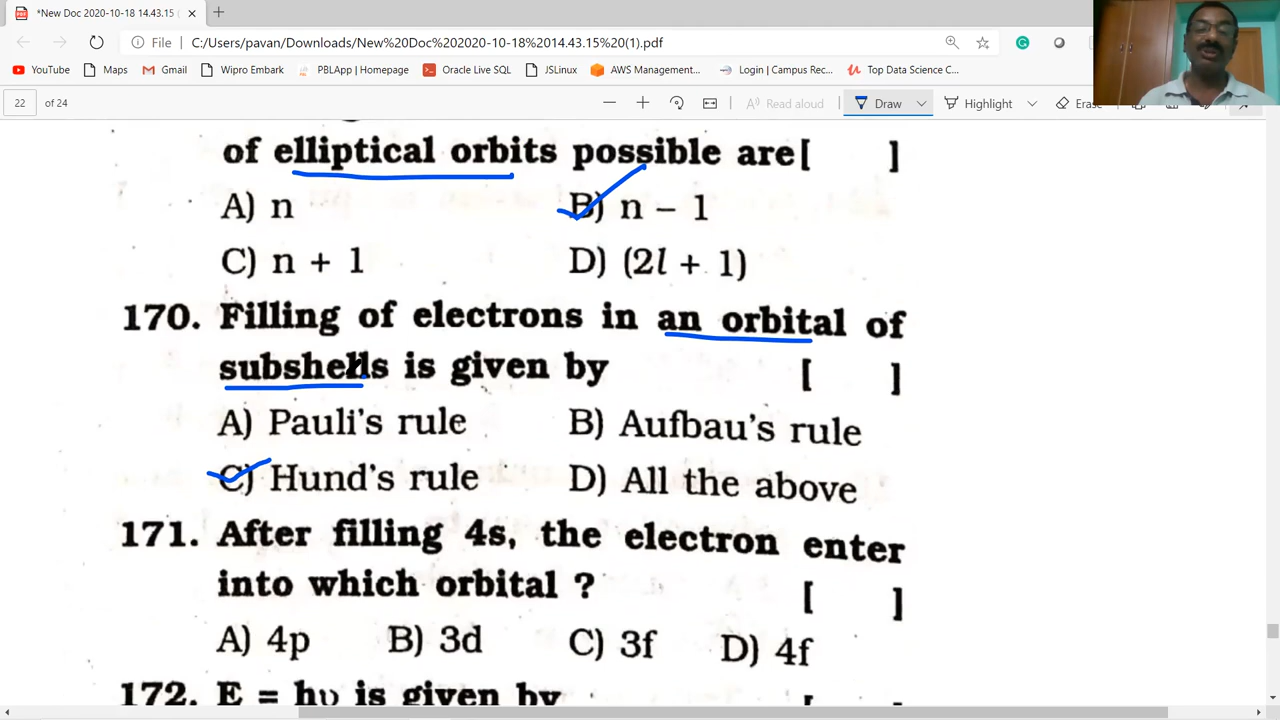 *New Doc 2020-10-18 14.43.15 (
File C:/Users/pavan/Downloads/New%20Doc%202020-10-18%2014.43.15%20(1).pdf
YouTube Maps Gmail Wipro Embark PBLApp | Homepage Oracle Live SQL JSLinux AWS Management... Login | Campus Rec... Top Data Science C...
22 of 24 Read aloud Draw Highlight Erase
of elliptical orbits possible are[ ]
A) n B) n – 1
C) n + 1 D) (2l + 1)
170. Filling of electrons in an orbital of
subshells is given by [ ]
A) Pauli's rule B) Aufbau's rule
C) Hund's rule D) All the above
171. After filling 4s, the electron enter
into which orbital ? [ ]
A) 4p B) 3d C) 3f D) 4f
172. E = hυ is given by